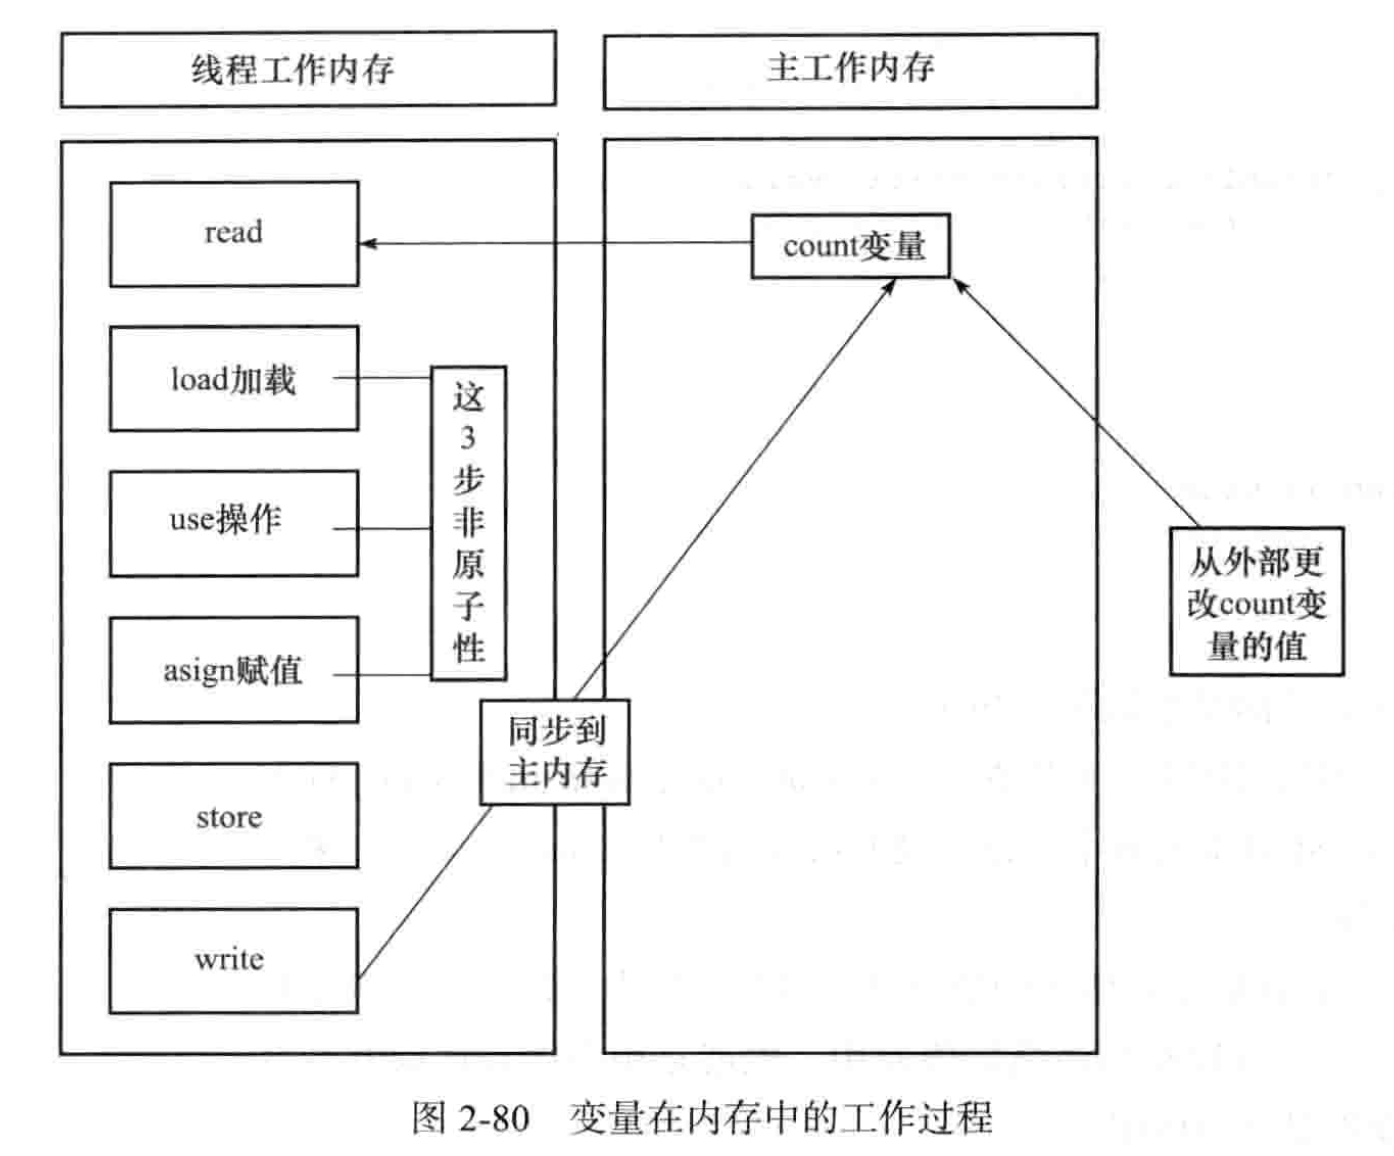 线程工作内存
主工作内存
read
count变量
load加载
use操作
asign赋值
store
write
这
3
步
非
原
子
性
同步到
主内存
从外部更
改count变
量的值
图 2-80 变量在内存中的工作过程